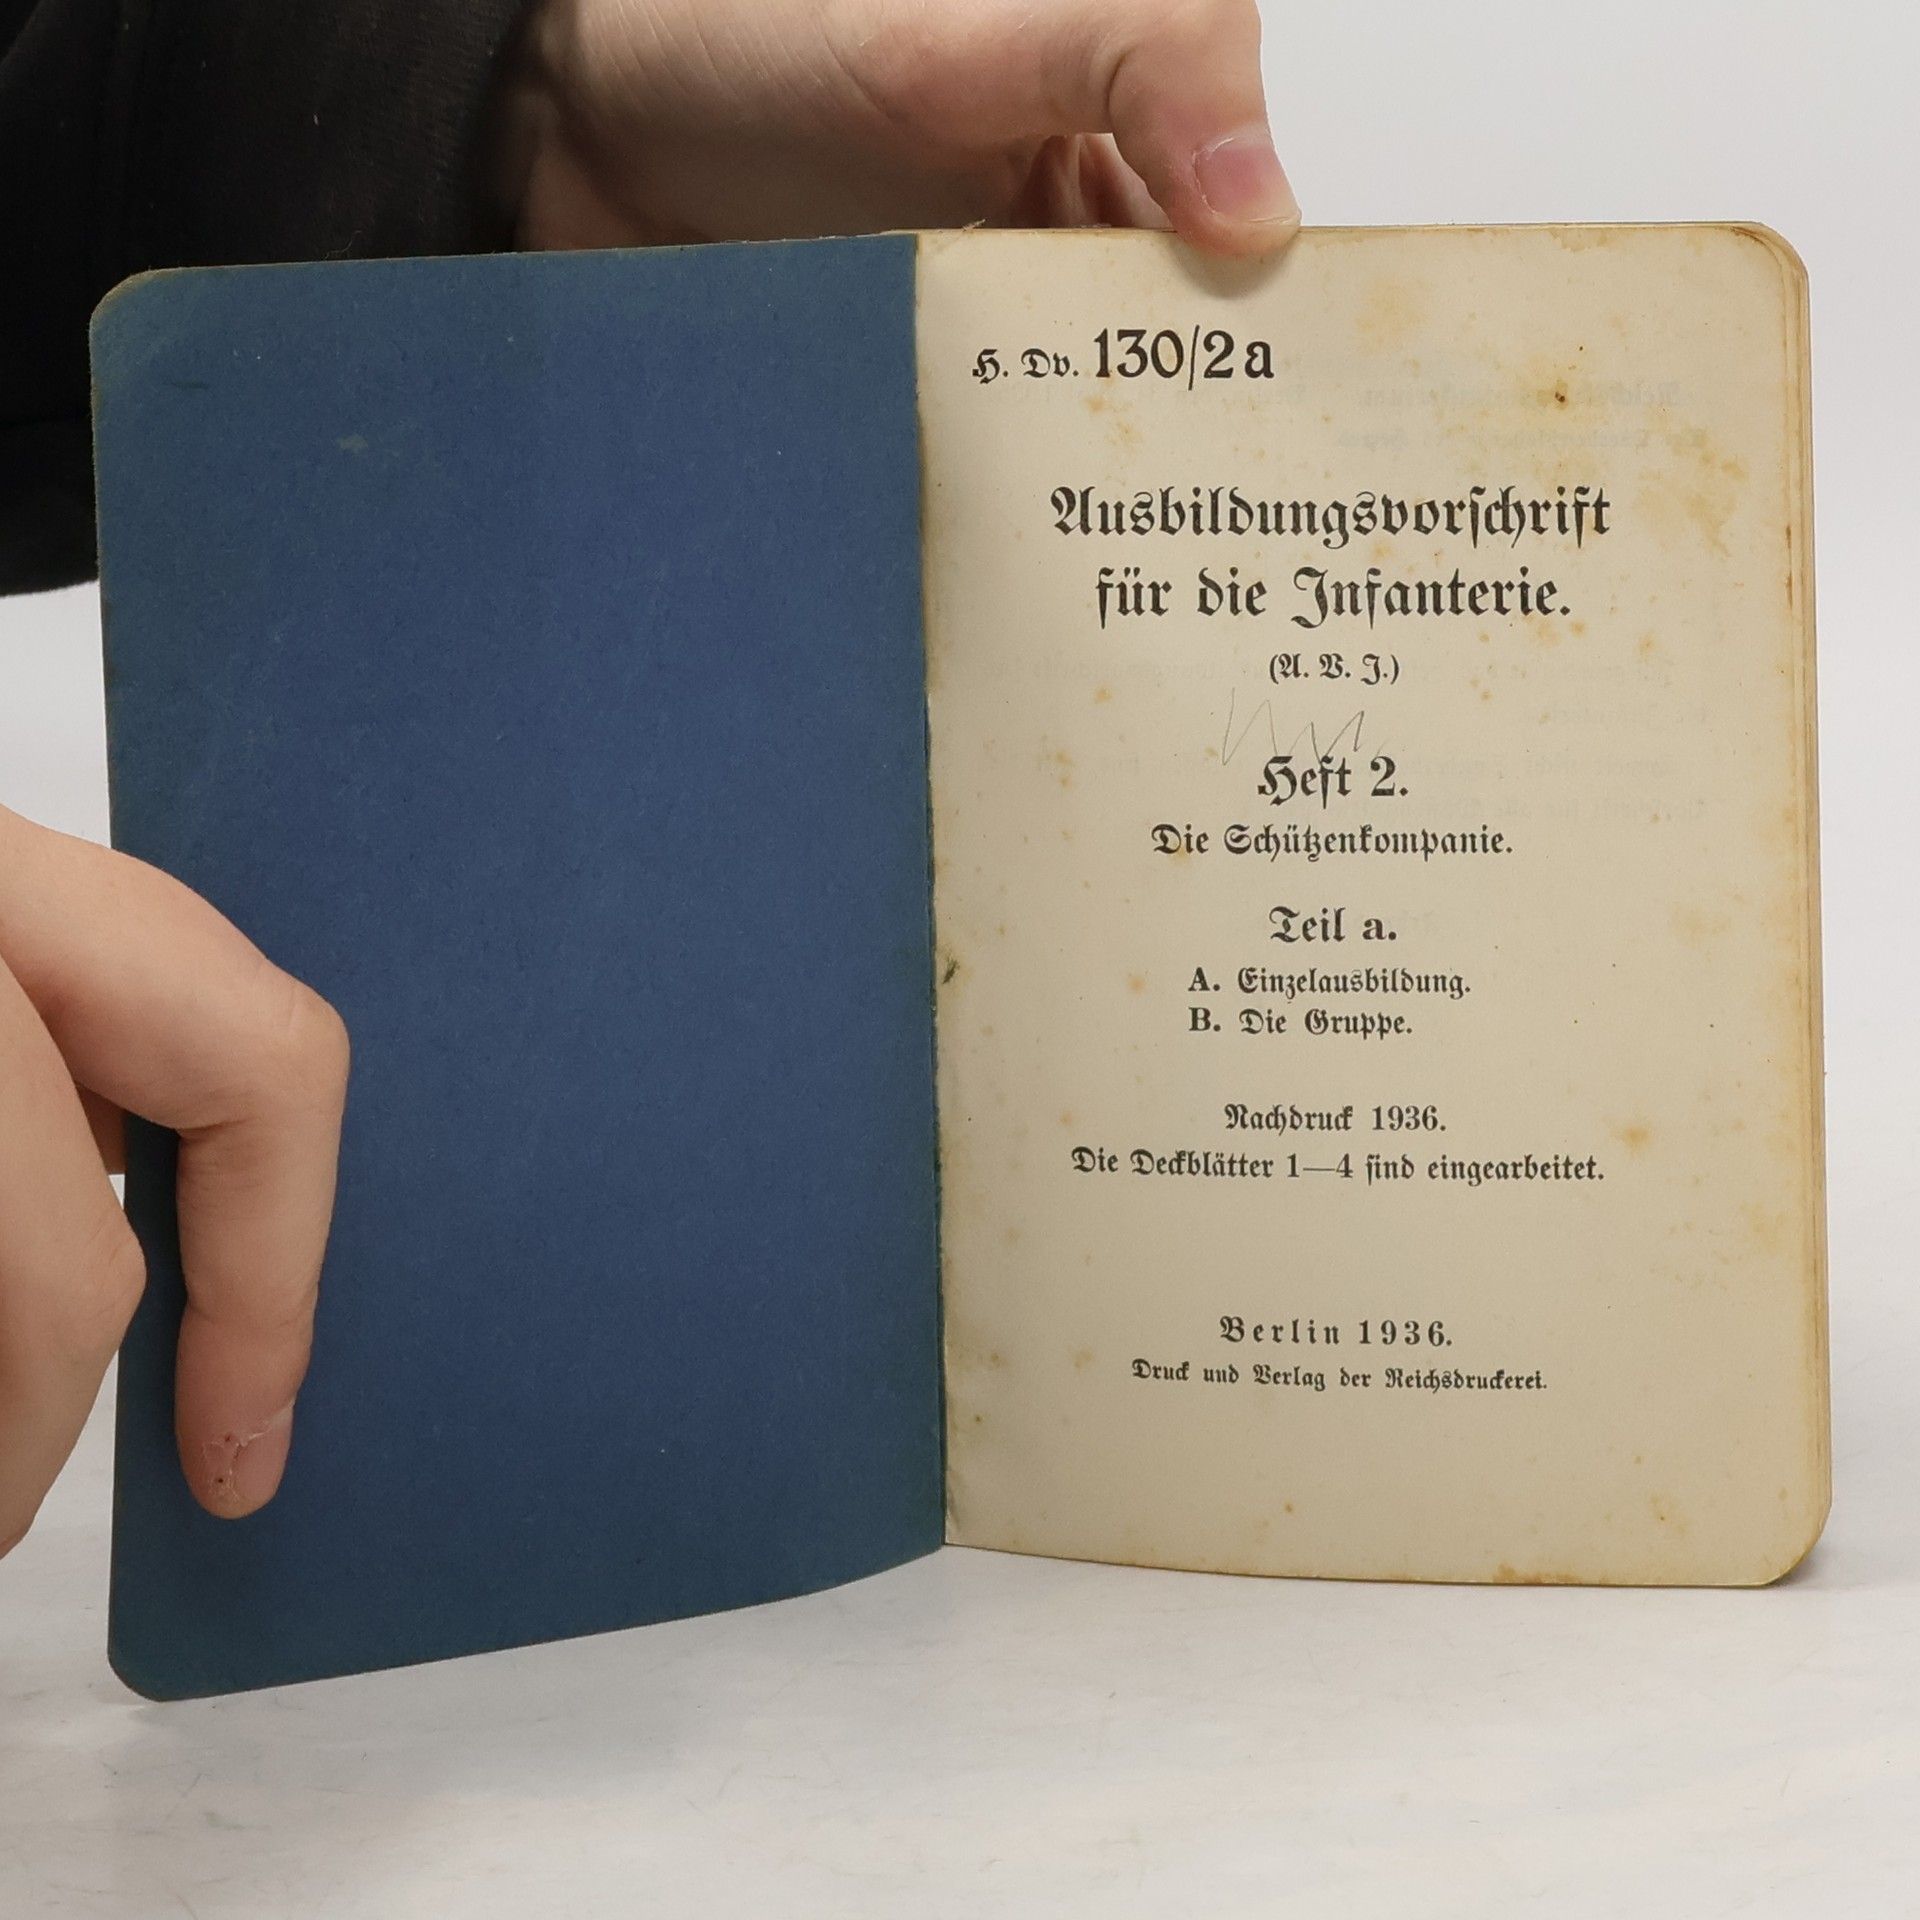 H. Dv. 130/2a
Ausbildungsvorschrift
für die Infanterie.
(A. V. I.)
Heft 2.
Die Schützenkompanie.
Teil a.
A. Einzelausbildung.
B. Die Gruppe.
Nachdruck 1936.
Die Deckblätter 1—4 sind eingearbeitet.
Berlin 1936.
Druck und Verlag der Reichsdruckerei.